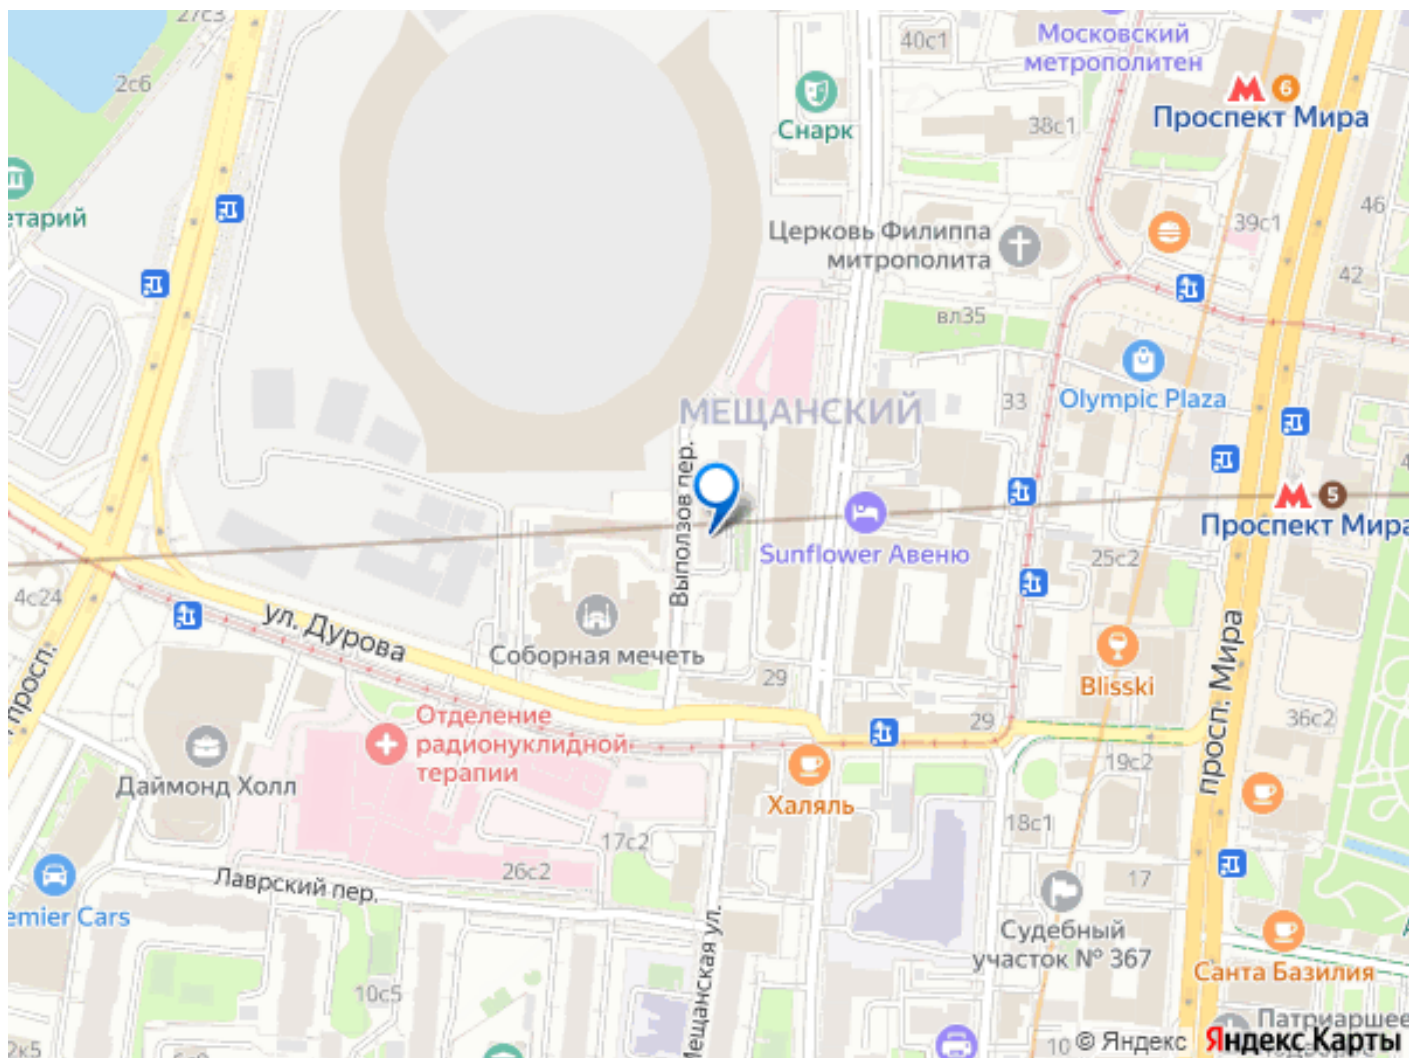 27с3
2с6
40с1
Московский
метрополитен
6
Проспект Мира
Снарк
38с1
етарий
Церковь Филиппа
митрополита
39с1
46
42
вл35
Olympic Plaza
МЕЩАНСКИЙ
33
Выползов пер.
5
Проспект Мира
Sunflower Авеню
25с2
4с24
ул. Дурова
Соборная мечеть
29
Blisski
просп. Мира
просп.
Отделение
радионуклидной
терапии
29
36с2
19с2
Даймонд Холл
Халяль
18с1
17с2
26с2
17
Лаврский пер.
emier Cars
Судебный
участок № 367
Санта Базилия
Мещанская ул.
10с5
Патриаршее
10
© Яндекс
Яндекс Карты
2к5